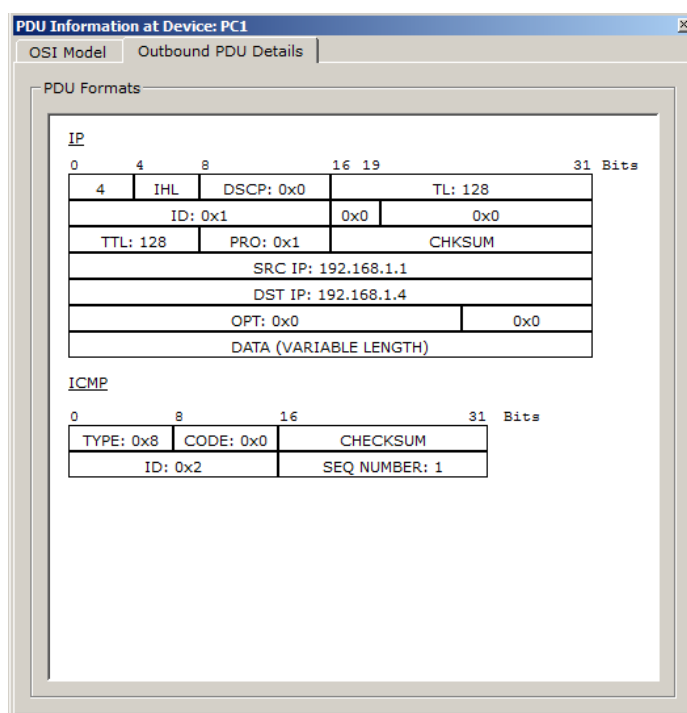 PDU Information at Device: PC1
OSI Model Outbound PDU Details
PDU Formats
IP
0 4 8 16 19 31 Bits
4 IHL DSCP: 0x0 TL: 128
ID: 0x1 0x0 0x0
TTL: 128 PRO: 0x1 CHKSUM
SRC IP: 192.168.1.1
DST IP: 192.168.1.4
OPT: 0x0 0x0
DATA (VARIABLE LENGTH)
ICMP
0 8 16 31 Bits
TYPE: 0x8 CODE: 0x0 CHECKSUM
ID: 0x2 SEQ NUMBER: 1